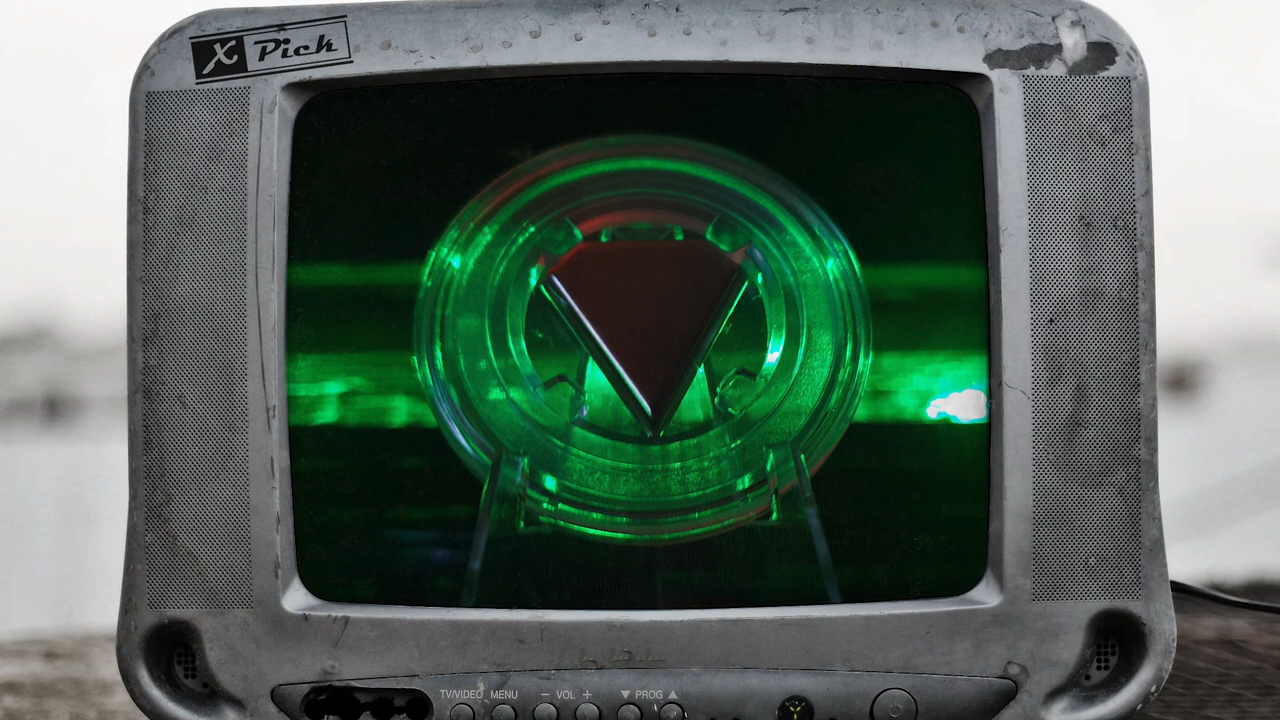 X Pick
TV/VIDEO MENU − VOL + ▼ PROG ▲